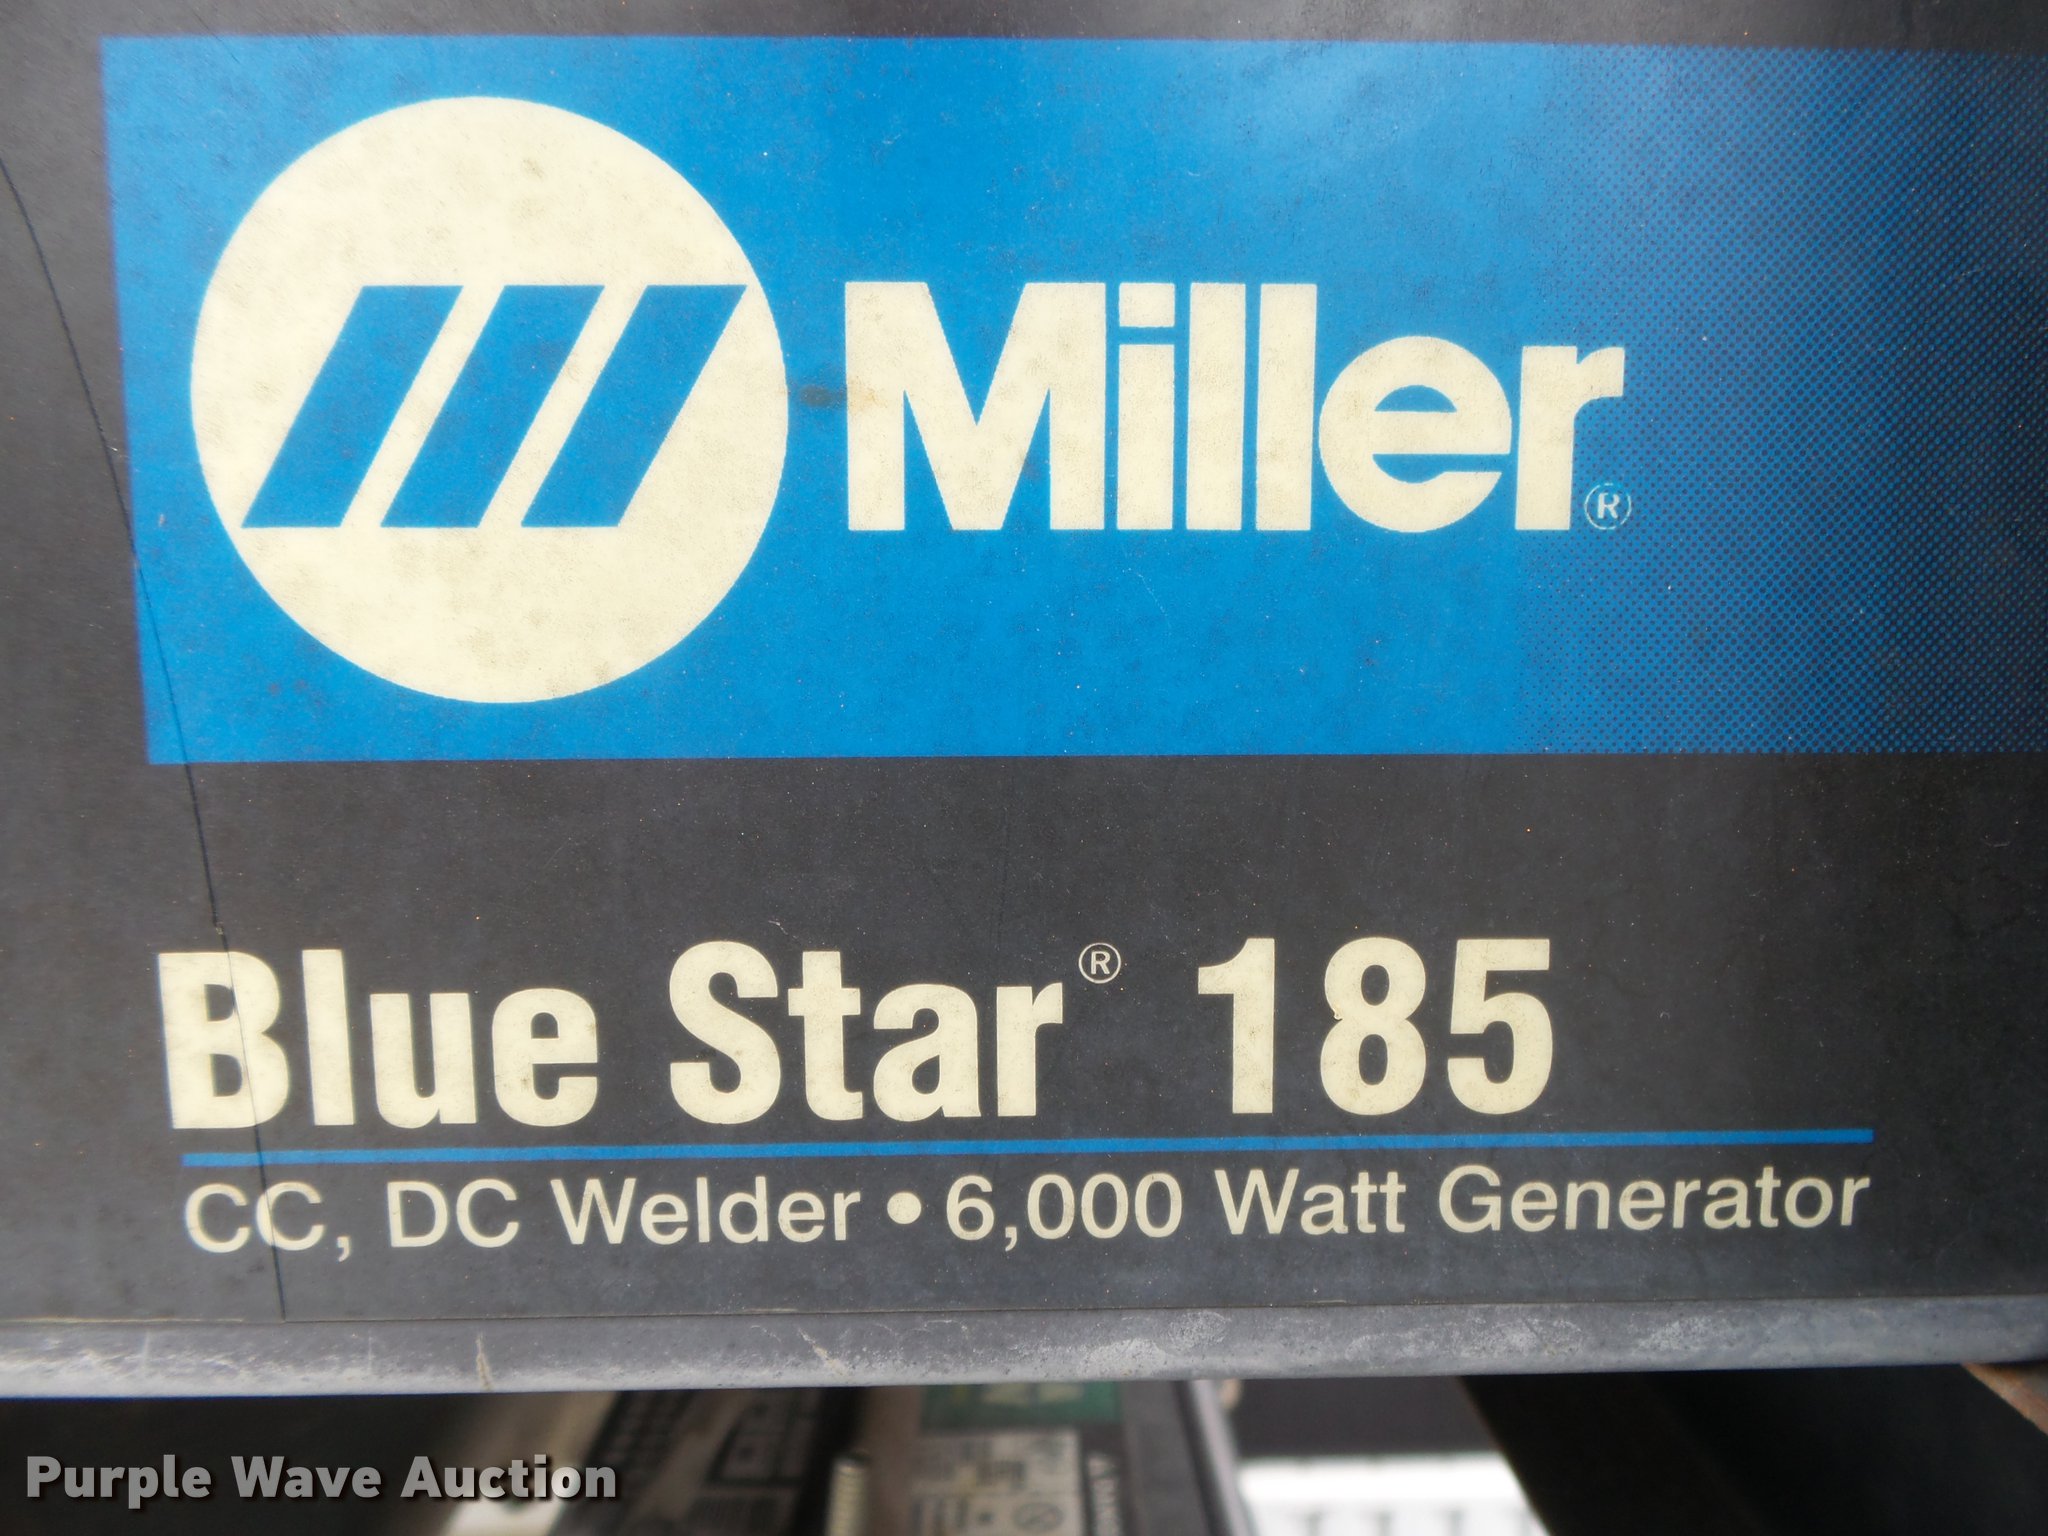 Miller®
Blue Star® 185
CC, DC Welder • 6,000 Watt Generator
Purple Wave Auction